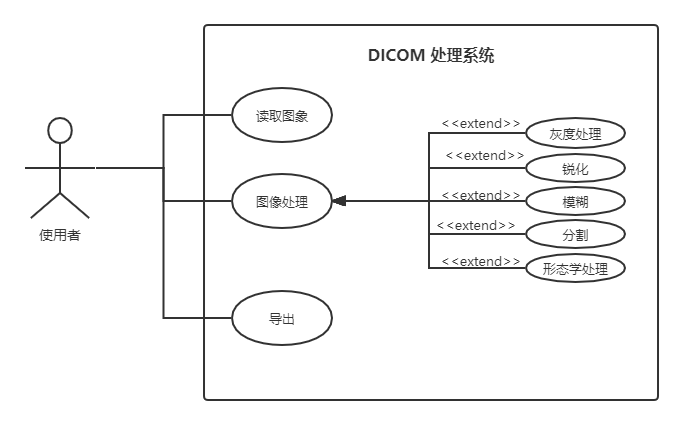 DICOM 处理系统
读取图象
<<extend>>
灰度处理
<<extend>>
锐化
图像处理
<<extend>>
模糊
<<extend>>
分割
使用者
<<extend>>
形态学处理
导出